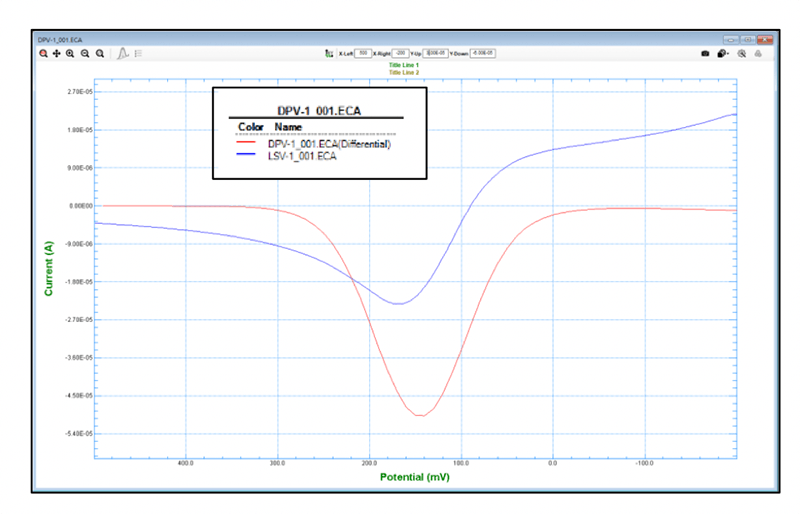 DPV-1_001.ECA
X-Left 500 X-Right -200 Y-Up Y-Down -6.00E-05
Title Line 1
Title Line 2
DPV-1_001.ECA
Color Name
DPV-1_001.ECA(Differential)
LSV-1_001.ECA
2.70E-05
1.80E-05
9.00E-06
0.00E00
-9.00E-06
-1.80E-05
-2.70E-05
-3.60E-05
-4.50E-05
-5.40E-05
Current (A)
400.0 300.0 200.0 100.0 0.0 -100.0
Potential (mV)